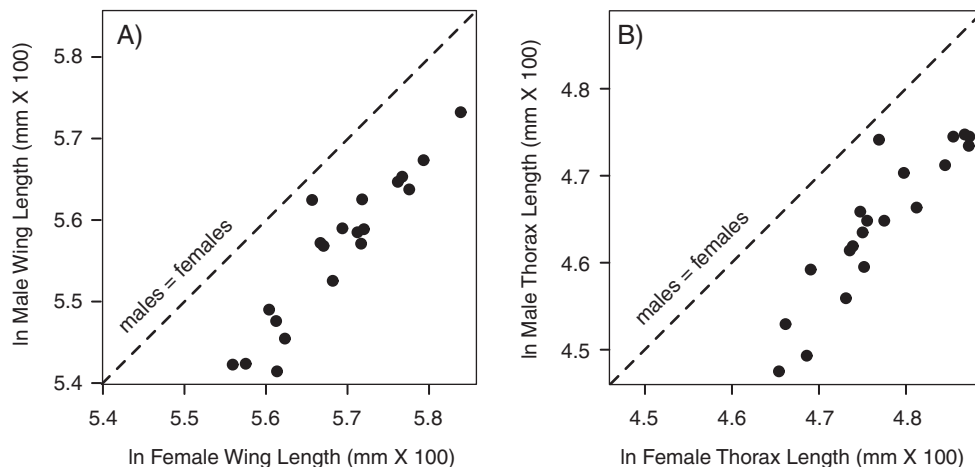 A)
ln Male Wing Length (mm X 100)
5.8
5.7
5.6
5.5
5.4
males = females
5.4 5.5 5.6 5.7 5.8
ln Female Wing Length (mm X 100)
B)
ln Male Thorax Length (mm X 100)
4.8
4.7
4.6
4.5
males = females
4.5 4.6 4.7 4.8
ln Female Thorax Length (mm X 100)